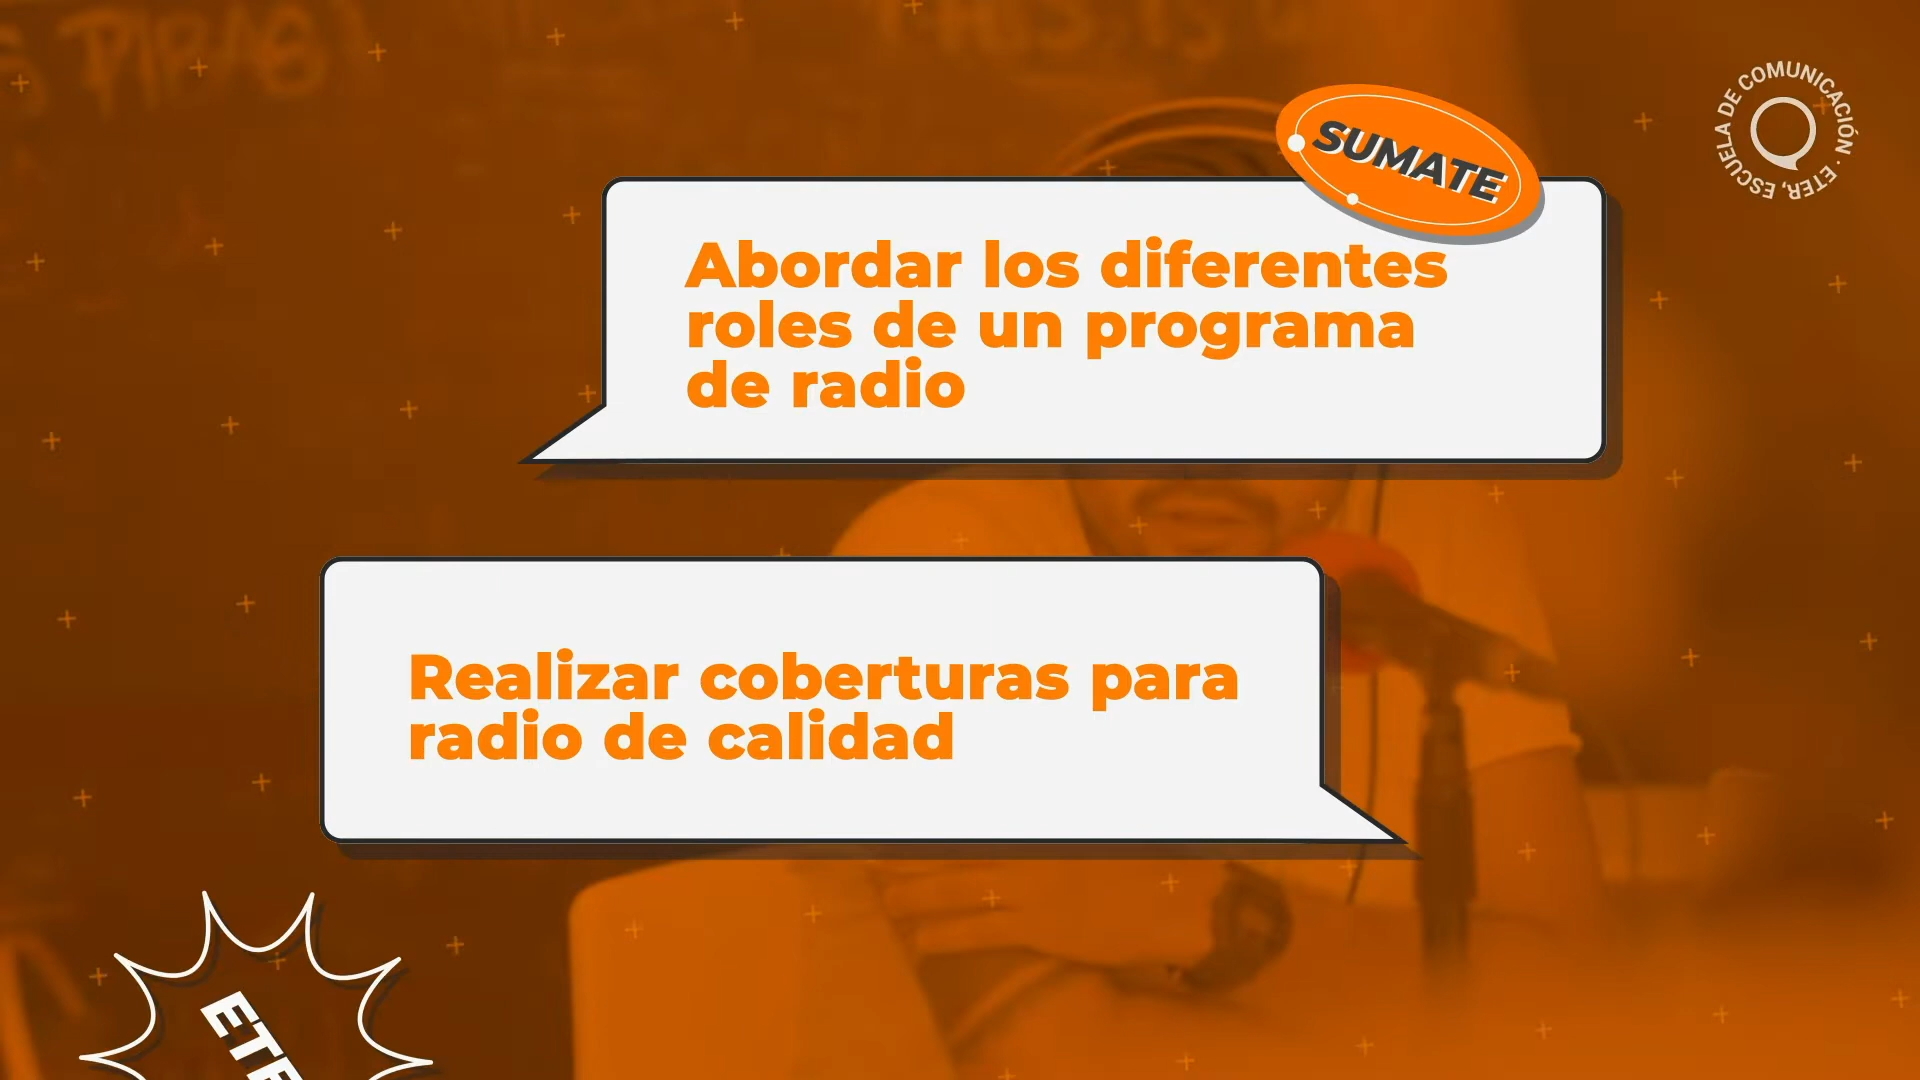 SUMATE
ESCUELA DE COMUNICACIÓN · ETER,
Abordar los diferentes
roles de un programa
de radio
Realizar coberturas para
radio de calidad